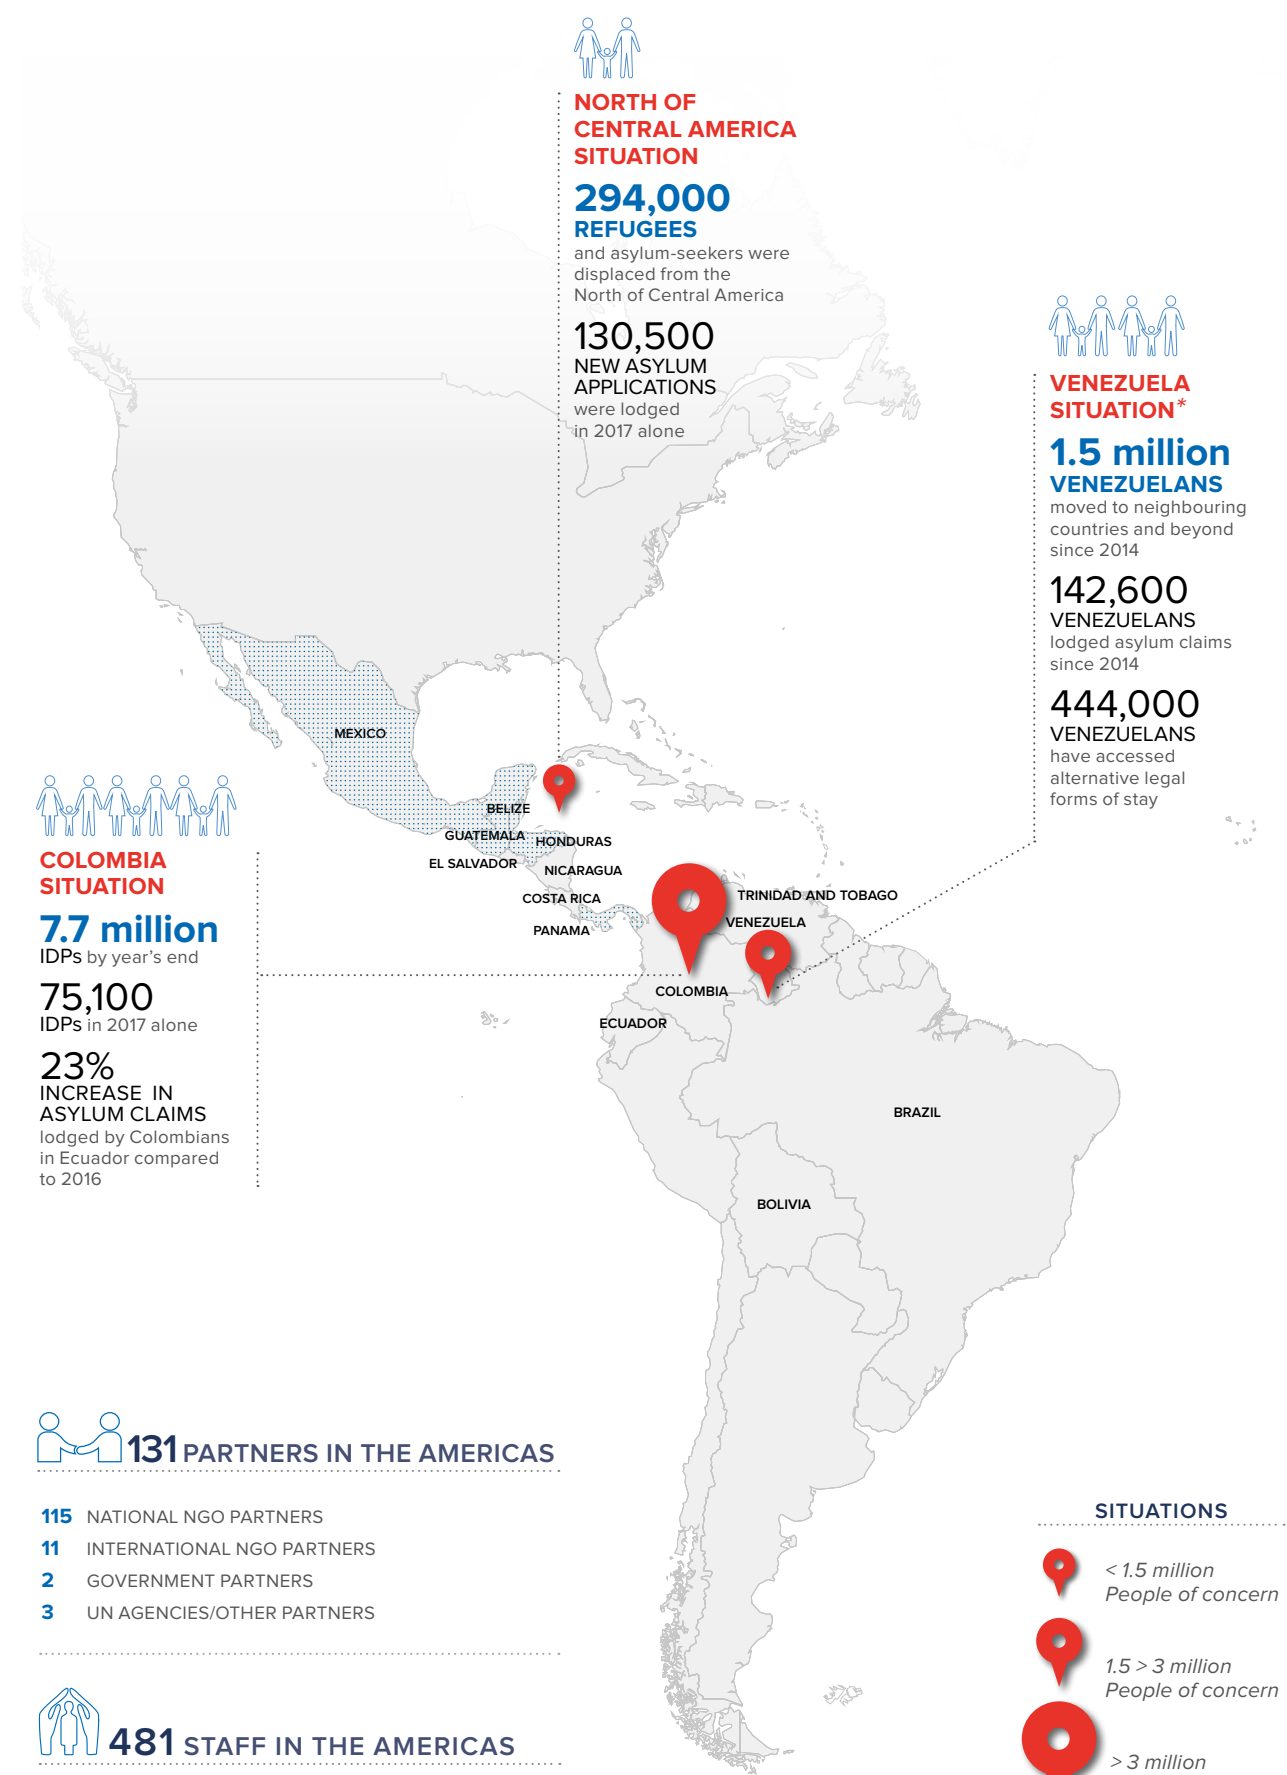 NORTH OF
CENTRAL AMERICA
SITUATION
294,000
REFUGEES
and asylum-seekers were
displaced from the
North of Central America
130,500
NEW ASYLUM
APPLICATIONS
were lodged
in 2017 alone
VENEZUELA
SITUATION*
1.5 million
VENEZUELANS
moved to neighbouring
countries and beyond
since 2014
142,600
VENEZUELANS
lodged asylum claims
since 2014
444,000
VENEZUELANS
have accessed
alternative legal
forms of stay
MEXICO
BELIZE
GUATEMALA
HONDURAS
EL SALVADOR
NICARAGUA
COSTA RICA
PANAMA
TRINIDAD AND TOBAGO
VENEZUELA
COLOMBIA
ECUADOR
BRAZIL
BOLIVIA
COLOMBIA
SITUATION
7.7 million
IDPs by year's end
75,100
IDPs in 2017 alone
23%
INCREASE IN
ASYLUM CLAIMS
lodged by Colombians
in Ecuador compared
to 2016
131 PARTNERS IN THE AMERICAS
115 NATIONAL NGO PARTNERS
11 INTERNATIONAL NGO PARTNERS
2 GOVERNMENT PARTNERS
3 UN AGENCIES/OTHER PARTNERS
481 STAFF IN THE AMERICAS
SITUATIONS
< 1.5 million
People of concern
1.5 > 3 million
People of concern
> 3 million